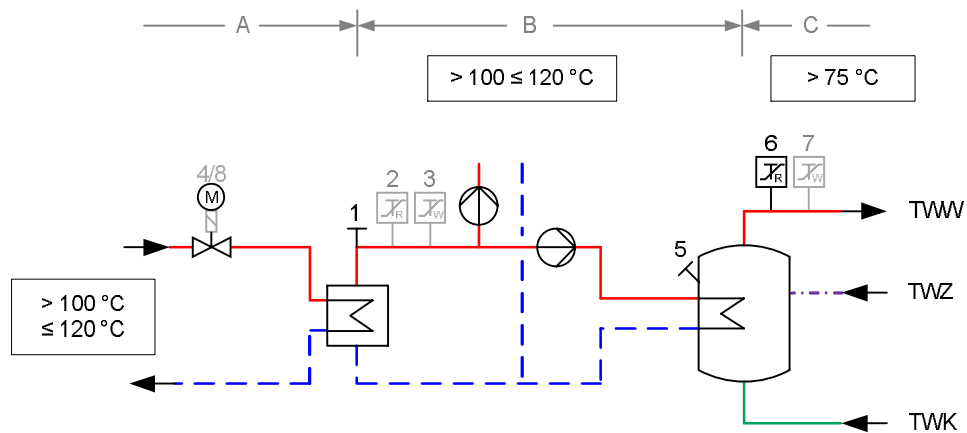 A
B
C
> 100 ≤ 120 °C
> 75 °C
4/8
M
1
2
R
3
W
6
R
7
W
TWW
5
> 100 °C
≤ 120°C
TWZ
TWK